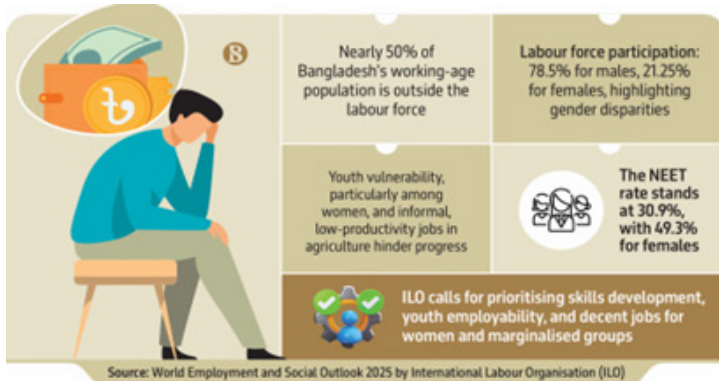 ৳
Nearly 50% of
Bangladesh's working-age
population is outside the
labour force
Labour force participation:
78.5% for males, 21.25%
for females, highlighting
gender disparities
Youth vulnerability,
particularly among
women, and informal,
low-productivity jobs in
agriculture hinder progress
The NEET
rate stands
at 30.9%,
with 49.3%
for females
ILO calls for prioritising skills development,
youth employability, and decent jobs for
women and marginalised groups
Source: World Employment and Social Outlook 2025 by International Labour Organisation (ILO)